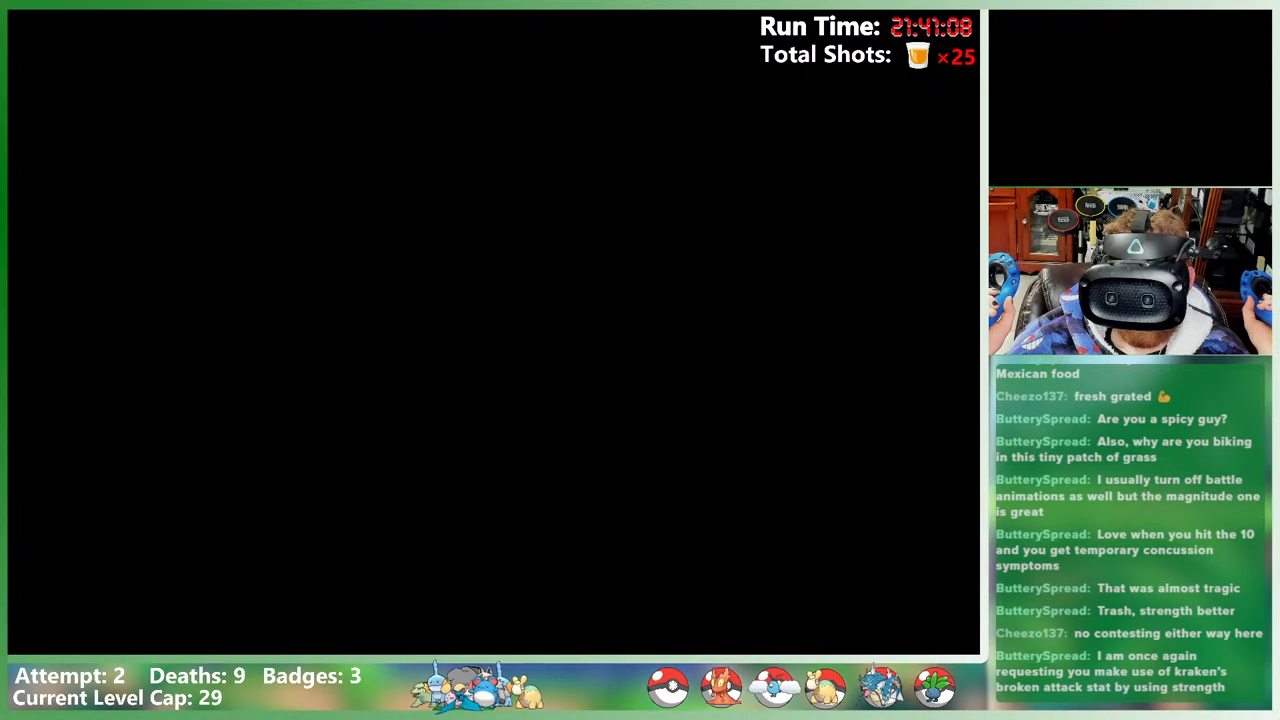 Run Time: 21:41:08
Total Shots: ×25
Mexican food
Cheezo137: fresh grated 💪
ButterySpread: Are you a spicy guy?
ButterySpread: Also, why are you biking
in this tiny patch of grass
ButterySpread: I usually turn off battle
animations as well but the magnitude one
is great
ButterySpread: Love when you hit the 10
and you get temporary concussion
symptoms
ButterySpread: That was almost tragic
ButterySpread: Trash, strength better
Cheezo137: no contesting either way here
ButterySpread: I am once again
requesting you make use of kraken's
broken attack stat by using strength
Attempt: 2 Deaths: 9 Badges: 3
Current Level Cap: 29